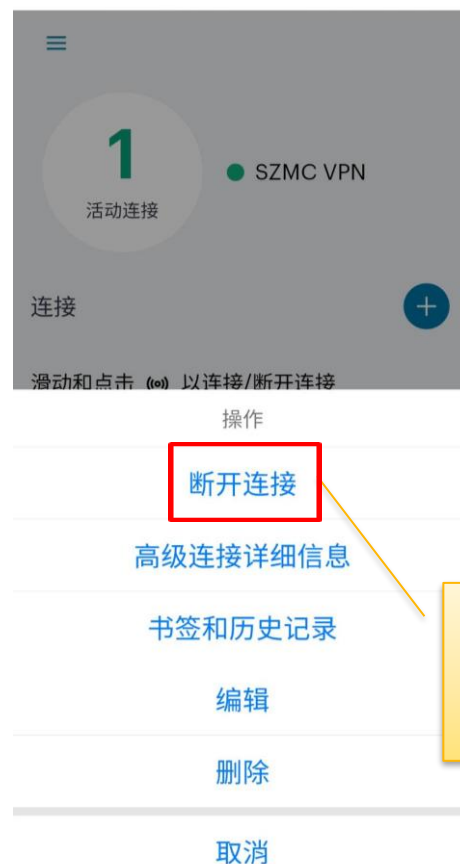 1
活动连接
SZMC VPN
连接
滑动和点击 以连接/断开连接
操作
断开连接
高级连接详细信息
书签和历史记录
编辑
删除
取消